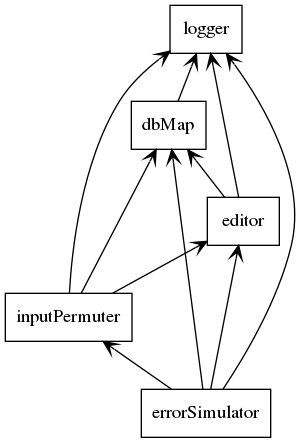 logger
dbMap
editor
inputPermuter
errorSimulator